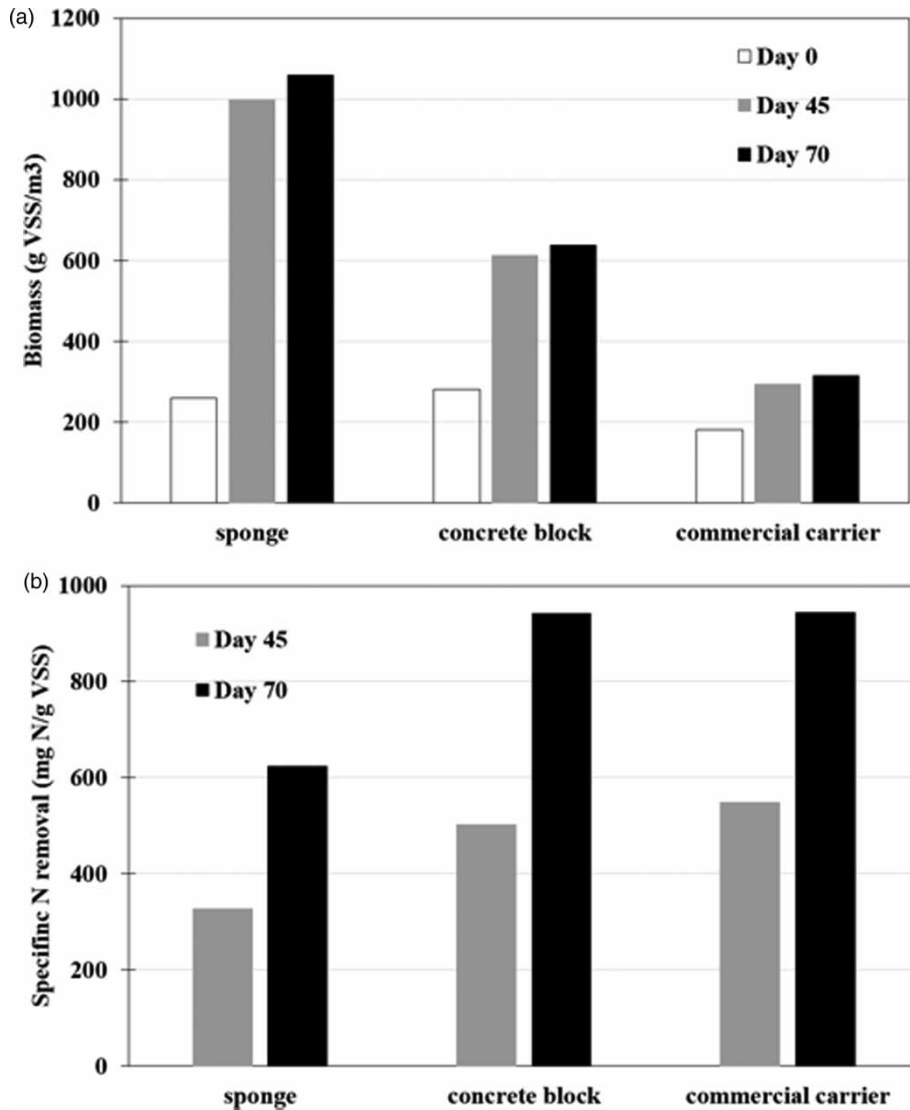 (a)
1200
1000
800
600
400
200
0
Biomass (g VSS/m3)
Day 0
Day 45
Day 70
sponge concrete block commercial carrier
(b)
1000
800
600
400
200
0
Specifinc N removal (mg N/g VSS)
Day 45
Day 70
sponge concrete block commercial carrier